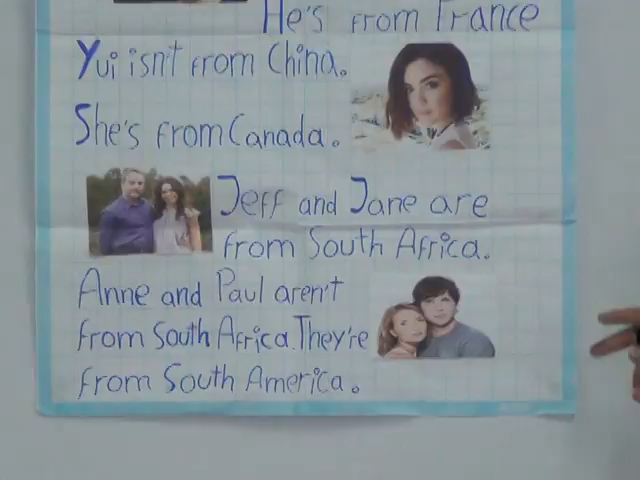 He's from France
Yui isn't from China.
She's from Canada.
Jeff and Jane are
from South Africa.
Anne and Paul aren't
from South Africa. They're
from South America.